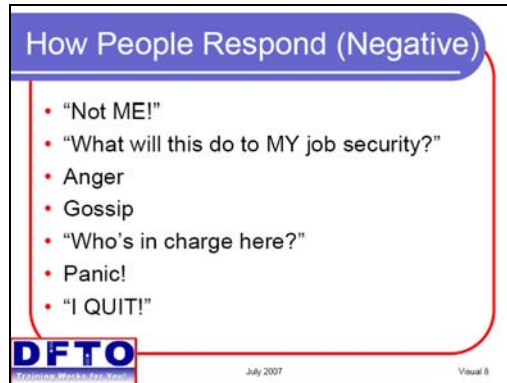 How People Respond (Negative)
• “Not ME!”
• “What will this do to MY job security?”
• Anger
• Gossip
• “Who’s in charge here?”
• Panic!
• “I QUIT!”
DFTO
Training Works for You!
July 2007
Visual 8